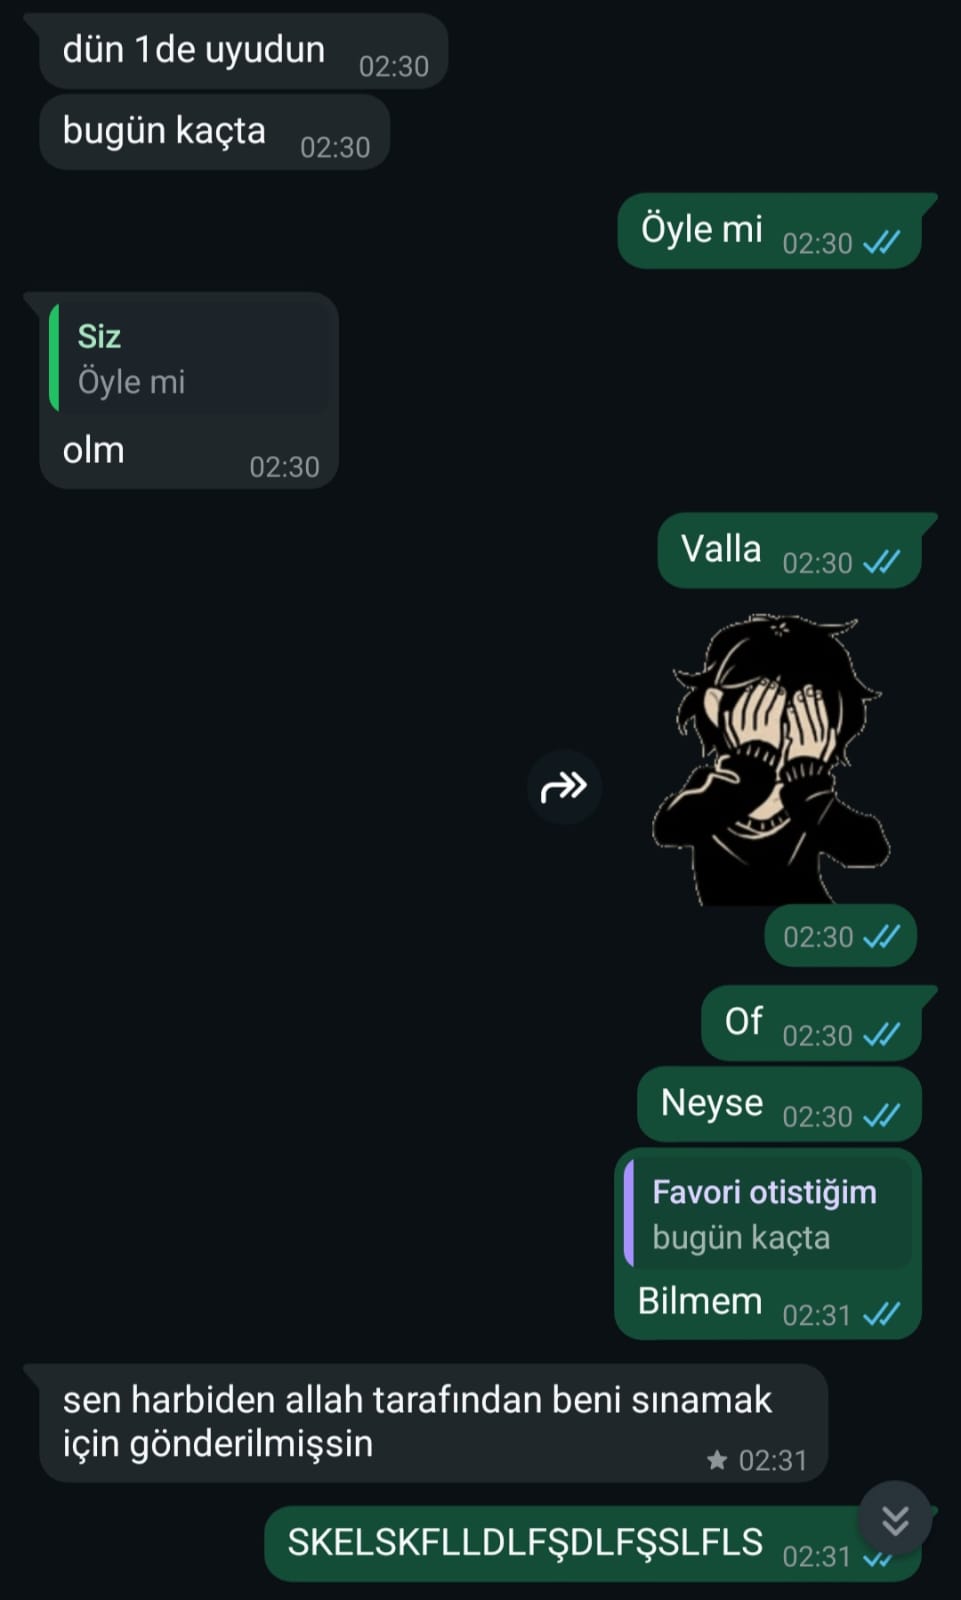 dün 1de uyudun 02:30
bugün kaçta 02:30
Öyle mi 02:30
Siz
Öyle mi
olm 02:30
Valla 02:30
02:30
Of 02:30
Neyse 02:30
Favori otistiğim
bugün kaçta
Bilmem 02:31
sen harbiden allah tarafından beni sınamak
için gönderilmişsin
02:31
SKELSKFLLDLFŞDLFŞSLFLS 02:31